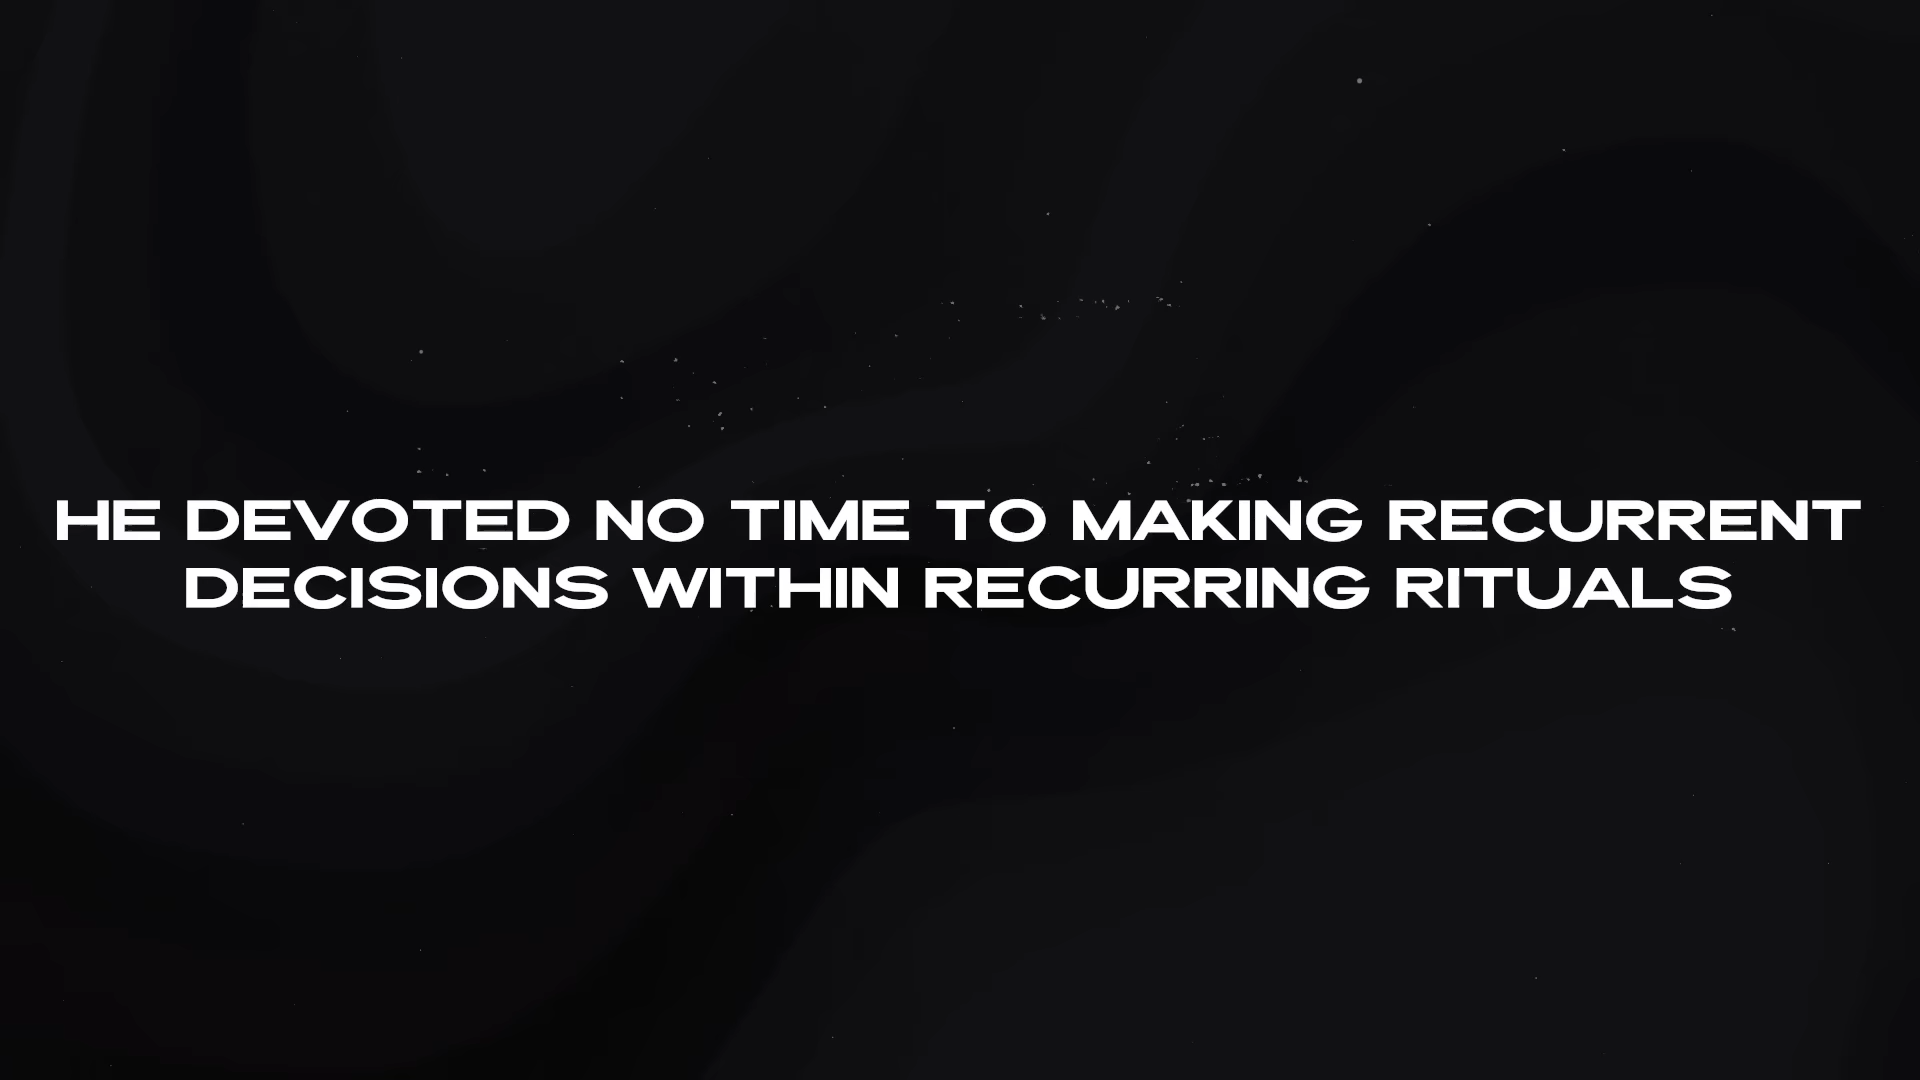 HE DEVOTED NO TIME TO MAKING RECURRENT
DECISIONS WITHIN RECURRING RITUALS